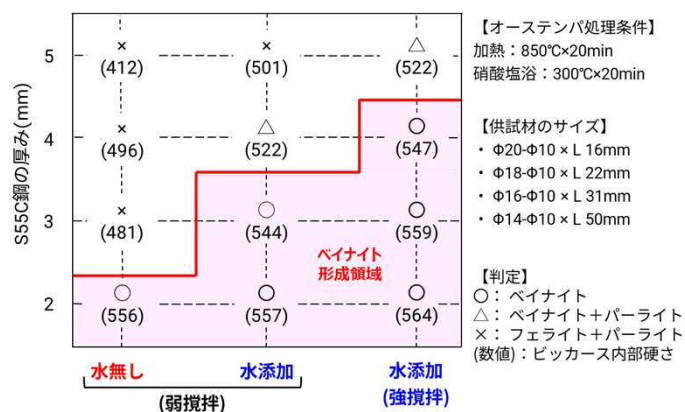 S55C鋼の厚み(mm)
5
×
(412)
×
(501)
△
(522)
4
×
(496)
△
(522)
○
(547)
3
×
(481)
○
(544)
○
(559)
ベイナイト
形成領域
2
○
(556)
○
(557)
○
(564)
水無し
水添加
水添加
(弱撹拌)
(強撹拌)
【オーステンパ処理条件】
加熱：850℃×20min
硝酸塩浴：300℃×20min
【供試材のサイズ】
・ Φ20-Φ10 × L 16mm
・ Φ18-Φ10 × L 22mm
・ Φ16-Φ10 × L 31mm
・ Φ14-Φ10 × L 50mm
【判定】
○： ベイナイト
△： ベイナイト＋パーライト
×： フェライト＋パーライト
(数値)：ビッカース内部硬さ